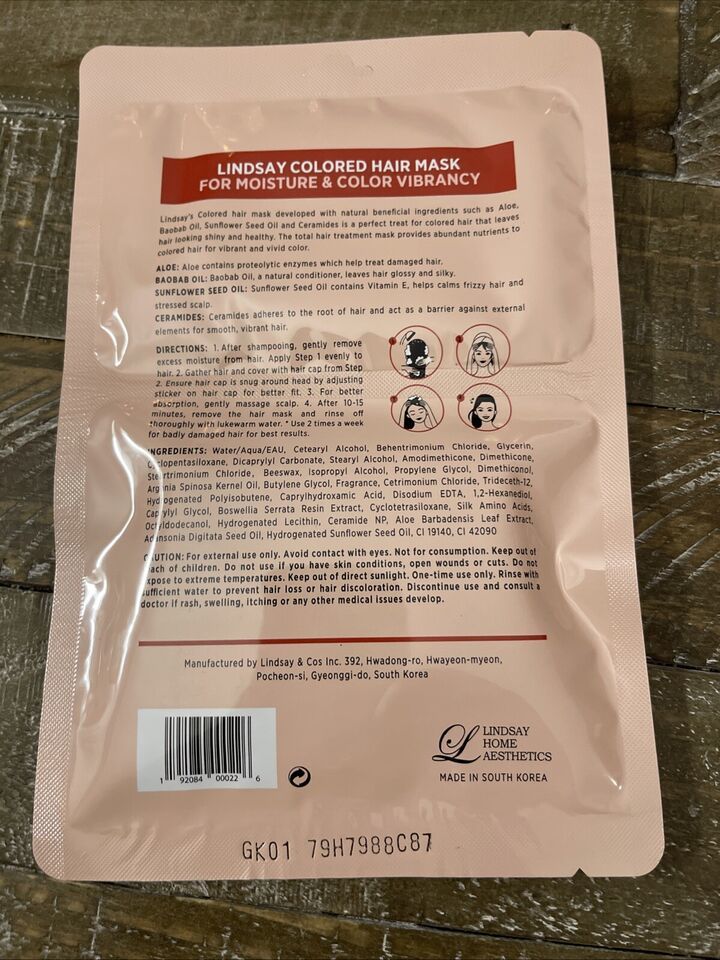 LINDSAY COLORED HAIR MASK
FOR MOISTURE & COLOR VIBRANCY
Lindsay's Colored hair mask developed with natural beneficial ingredients such as Aloe,
Baobab Oil, Sunflower Seed Oil and Ceramides is a perfect treat for colored hair that leaves
hair looking shiny and healthy. The total hair treatment mask provides abundant nutrients to
colored hair for vibrant and vivid color.
ALOE: Aloe contains proteolytic enzymes which help treat damaged hair.
BAOBAB OIL: Baobab Oil, a natural conditioner, leaves hair glossy and silky.
SUNFLOWER SEED OIL: Sunflower Seed Oil contains Vitamin E, helps calms frizzy hair and
stressed scalp.
CERAMIDES: Ceramides adheres to the root of hair and act as a barrier against external
elements for smooth, vibrant hair.
DIRECTIONS: 1. After shampooing, gently remove
excess moisture from hair. Apply Step 1 evenly to
hair. 2. Gather hair and cover with hair cap from Step
2. Ensure hair cap is snug around head by adjusting
sticker on hair cap for better fit. 3. For better
absorption, gently massage scalp. 4. After 10-15
minutes, remove the hair mask and rinse off
thoroughly with lukewarm water. * Use 2 times a week
for badly damaged hair for best results.
INGREDIENTS: Water/Aqua/EAU, Cetearyl Alcohol, Behentrimonium Chloride, Glycerin,
Cyclopentasiloxane, Dicaprylyl Carbonate, Stearyl Alcohol, Amodimethicone, Dimethicone,
Steartrimonium Chloride, Beeswax, Isopropyl Alcohol, Propylene Glycol, Dimethiconol,
Argania Spinosa Kernel Oil, Butylene Glycol, Fragrance, Cetrimonium Chloride, Trideceth-12,
Hydrogenated Polyisobutene, Caprylhydroxamic Acid, Disodium EDTA, 1,2-Hexanediol,
Caprylyl Glycol, Boswellia Serrata Resin Extract, Cyclotetrasiloxane, Silk Amino Acids,
Octyldodecanol, Hydrogenated Lecithin, Ceramide NP, Aloe Barbadensis Leaf Extract,
Adansonia Digitata Seed Oil, Hydrogenated Sunflower Seed Oil, CI 19140, CI 42090
CAUTION: For external use only. Avoid contact with eyes. Not for consumption. Keep out of
reach of children. Do not use if you have skin conditions, open wounds or cuts. Do not
expose to extreme temperatures. Keep out of direct sunlight. One-time use only. Rinse with
sufficient water to prevent hair loss or hair discoloration. Discontinue use and consult a
doctor if rash, swelling, itching or any other medical issues develop.
Manufactured by Lindsay & Cos Inc. 392, Hwadong-ro, Hwayeon-myeon,
Pocheon-si, Gyeonggi-do, South Korea
LINDSAY
HOME
AESTHETICS
MADE IN SOUTH KOREA
1 92084 00022 6
GK01 79H7988C87